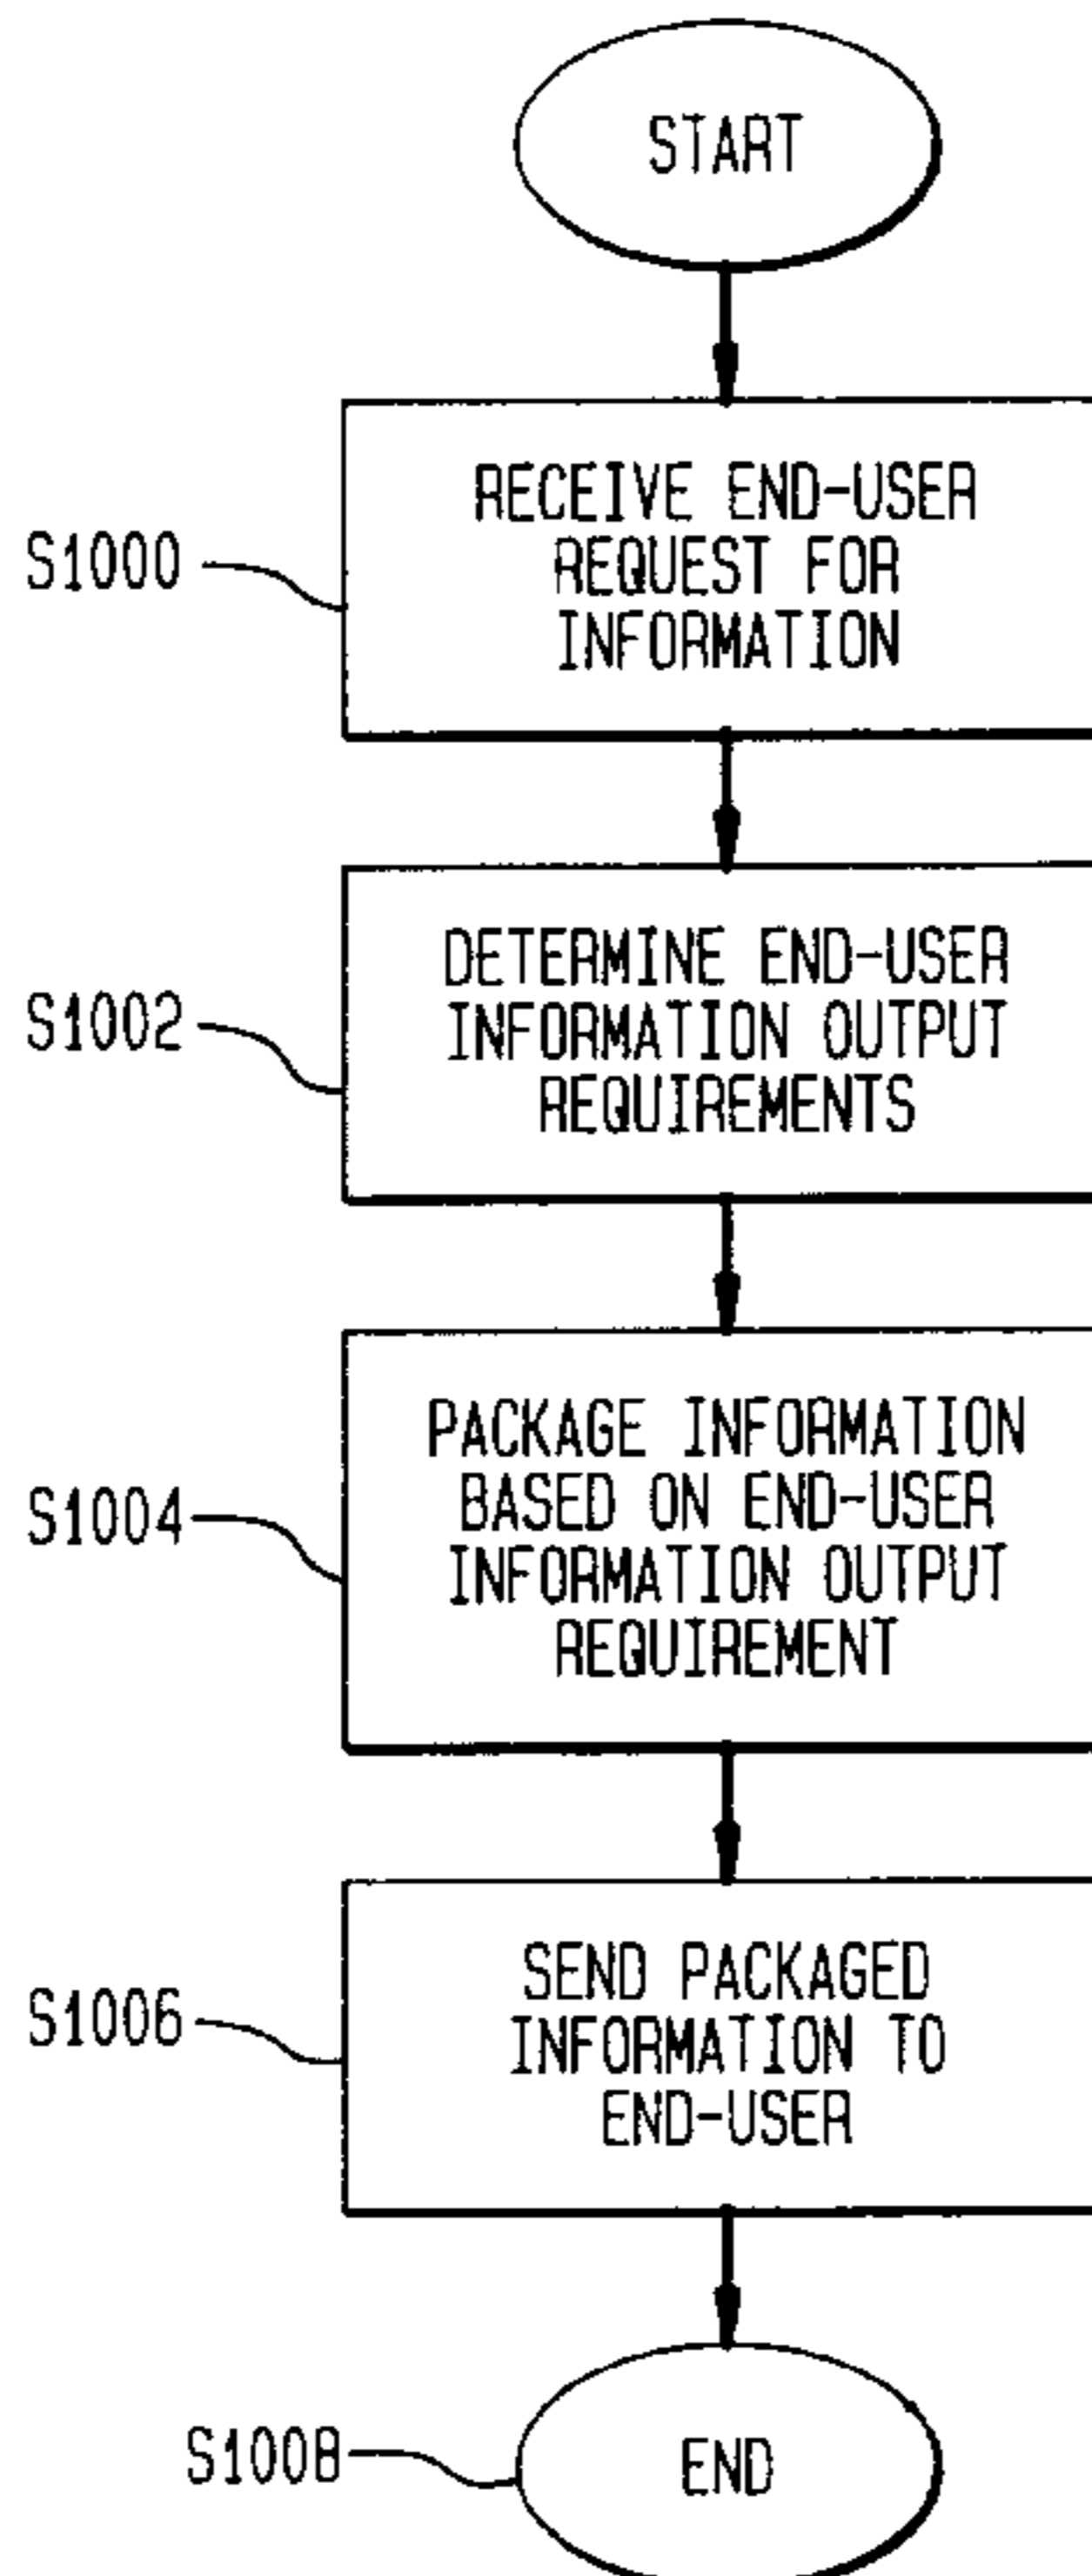 START
S1000
RECEIVE END-USER
REQUEST FOR
INFORMATION
S1002
DETERMINE END-USER
INFORMATION OUTPUT
REQUIREMENTS
S1004
PACKAGE INFORMATION
BASED ON END-USER
INFORMATION OUTPUT
REQUIREMENT
S1006
SEND PACKAGED
INFORMATION TO
END-USER
S1008
END